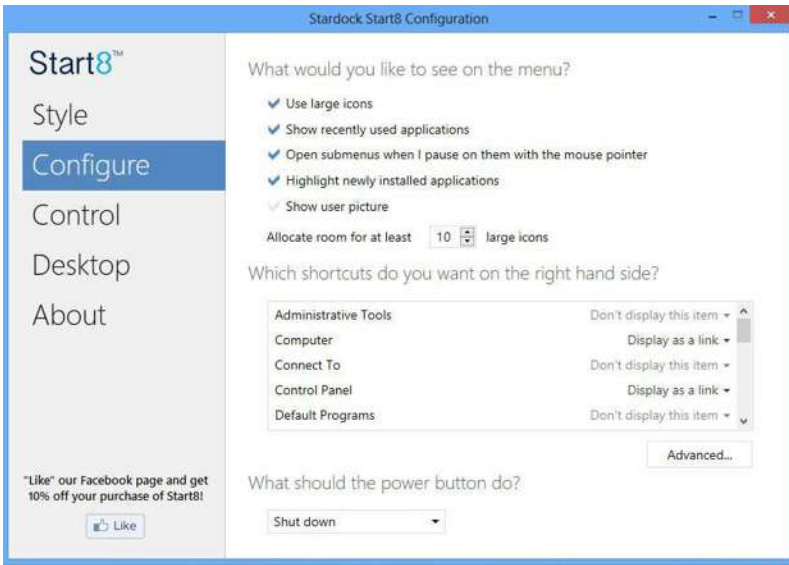 Stardock Start8 Configuration
Start8™
Style
Configure
Control
Desktop
About
"Like" our Facebook page and get
10% off your purchase of Start8!
Like
What would you like to see on the menu?
Use large icons
Show recently used applications
Open submenus when I pause on them with the mouse pointer
Highlight newly installed applications
Show user picture
Allocate room for at least 10 large icons
Which shortcuts do you want on the right hand side?
Administrative Tools Don't display this item
Computer Display as a link
Connect To Don't display this item
Control Panel Display as a link
Default Programs Don't display this item
Advanced...
What should the power button do?
Shut down